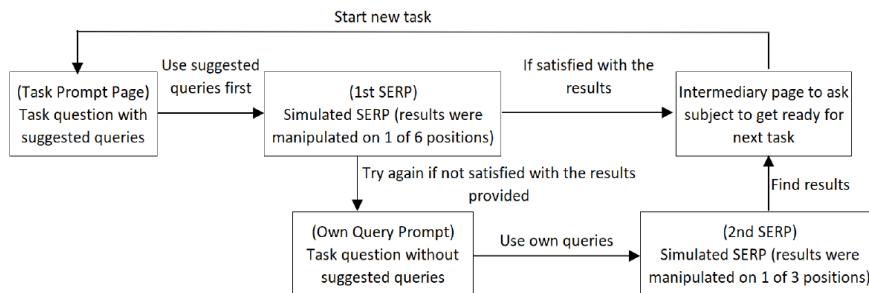 Start new task
(Task Prompt Page)
Task question with
suggested queries
Use suggested
queries first
(1st SERP)
Simulated SERP (results were
manipulated on 1 of 6 positions)
If satisfied with the
results
Intermediary page to ask
subject to get ready for
next task
Try again if not satisfied with the results
provided
Find results
(Own Query Prompt)
Task question without
suggested queries
Use own queries
(2nd SERP)
Simulated SERP (results were
manipulated on 1 of 3 positions)